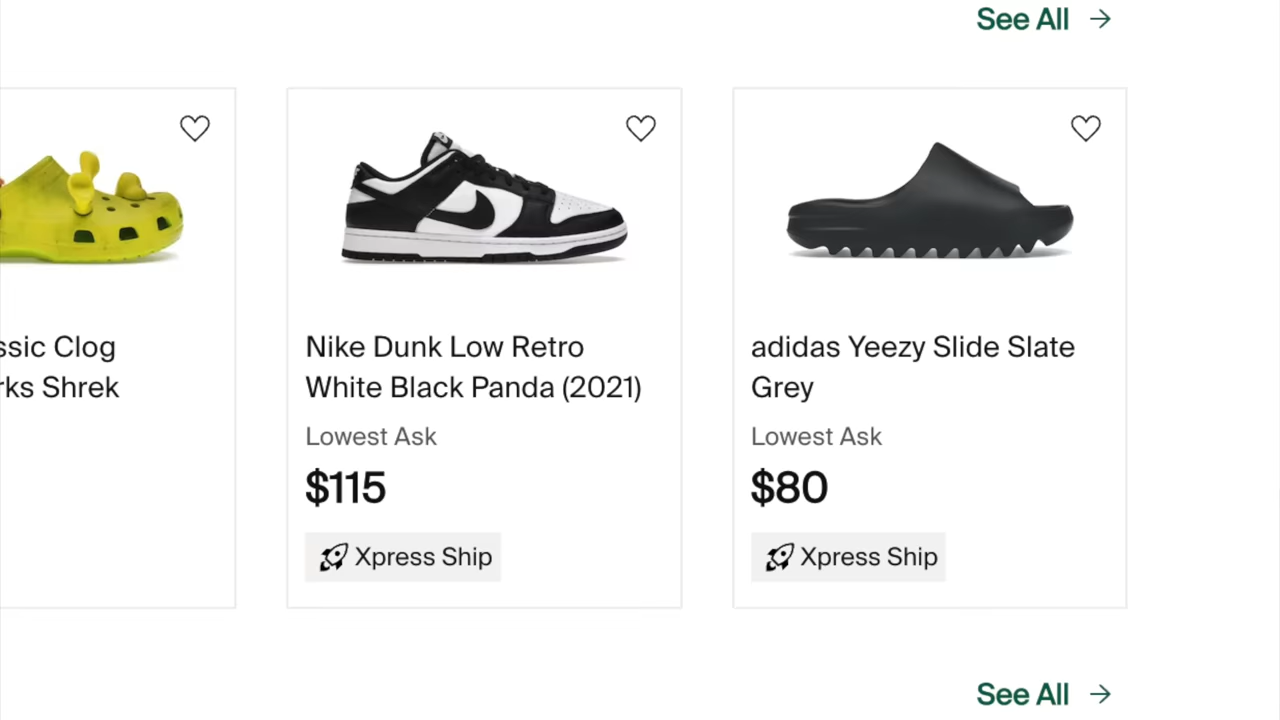 See All
ssic Clog
rks Shrek
Nike Dunk Low Retro
White Black Panda (2021)
Lowest Ask
$115
Xpress Ship
adidas Yeezy Slide Slate
Grey
Lowest Ask
$80
Xpress Ship
See All